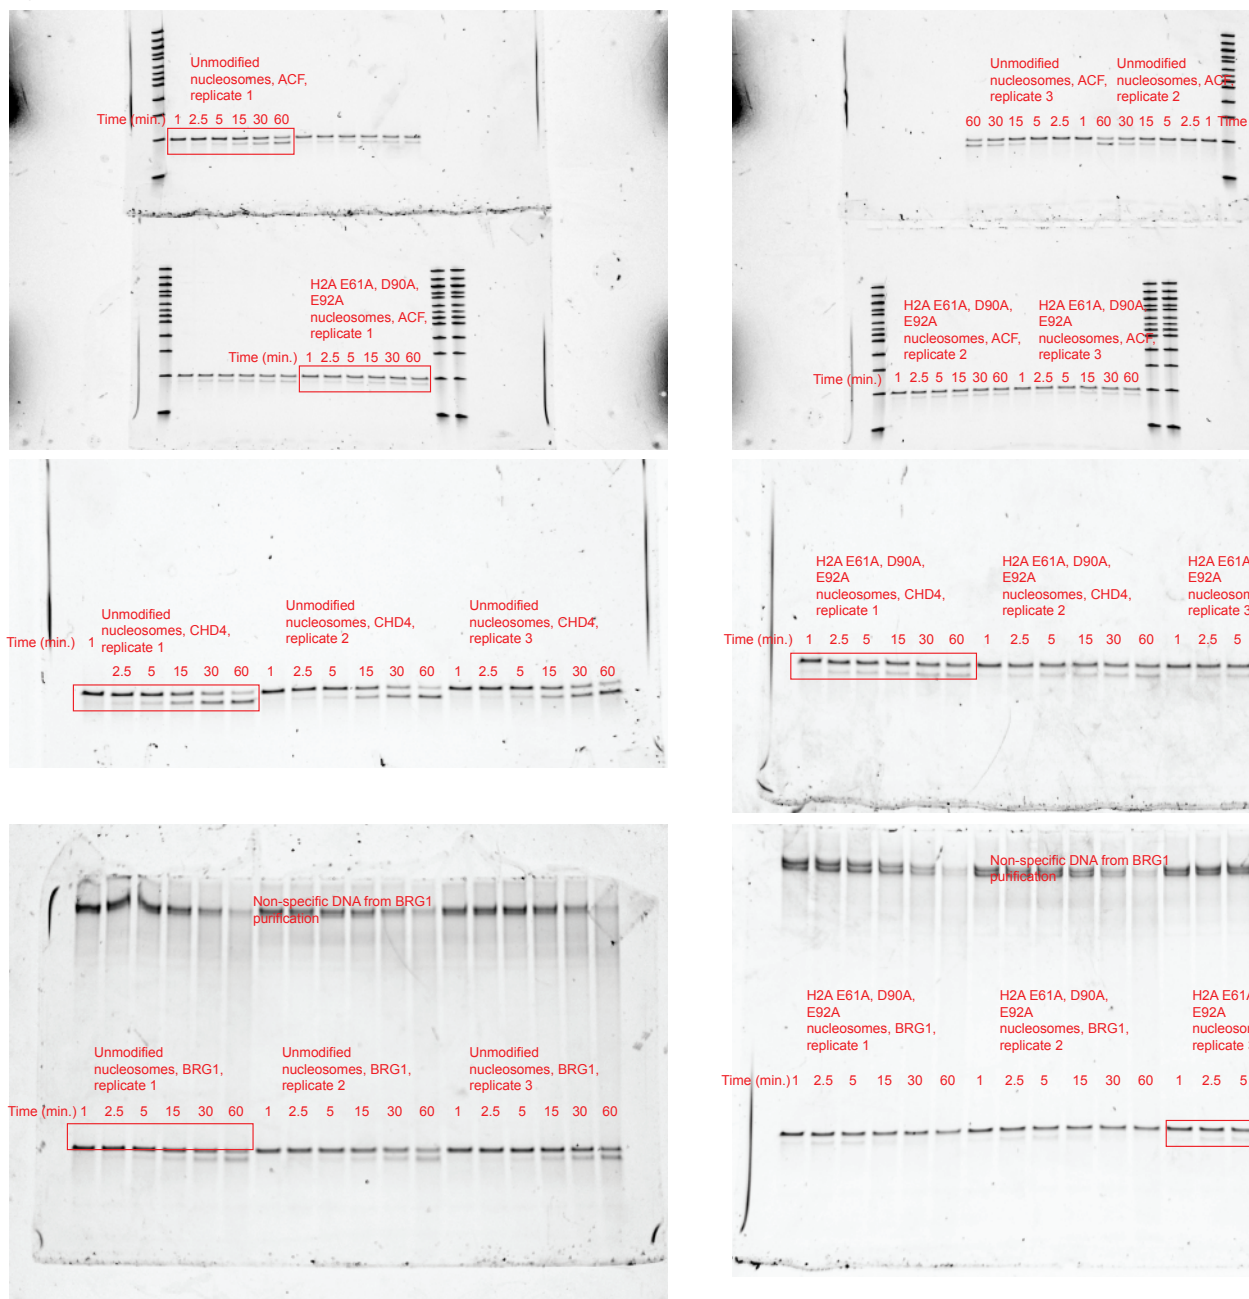 Unmodified
nucleosomes, ACF,
replicate 1
Time (min.) 1 2.5 5 15 30 60
H2A E61A, D90A,
E92A
nucleosomes, ACF,
replicate 1
Time (min.) 1 2.5 5 15 30 60
Unmodified
nucleosomes, ACF,
replicate 3
Unmodified
nucleosomes, ACF,
replicate 2
60 30 15 5 2.5 1 60 30 15 5 2.5 1 Time
H2A E61A, D90A,
E92A
nucleosomes, ACF,
replicate 2
H2A E61A, D90A,
E92A
nucleosomes, ACF,
replicate 3
Time (min.) 1 2.5 5 15 30 60 1 2.5 5 15 30 60
Unmodified
nucleosomes, CHD4,
replicate 1
Unmodified
nucleosomes, CHD4,
replicate 2
Unmodified
nucleosomes, CHD4,
replicate 3
Time (min.) 1 2.5 5 15 30 60 1 2.5 5 15 30 60 1 2.5 5 15 30 60
H2A E61A, D90A,
E92A
nucleosomes, CHD4,
replicate 1
H2A E61A, D90A,
E92A
nucleosomes, CHD4,
replicate 2
H2A E61A
E92A
nucleosom
replicate 3
Time (min.) 1 2.5 5 15 30 60 1 2.5 5 15 30 60 1 2.5 5
Non-specific DNA from BRG1
purification
Unmodified
nucleosomes, BRG1,
replicate 1
Unmodified
nucleosomes, BRG1,
replicate 2
Unmodified
nucleosomes, BRG1,
replicate 3
Time (min.) 1 2.5 5 15 30 60 1 2.5 5 15 30 60 1 2.5 5 15 30 60
Non-specific DNA from BRG1
purification
H2A E61A, D90A,
E92A
nucleosomes, BRG1,
replicate 1
H2A E61A, D90A,
E92A
nucleosomes, BRG1,
replicate 2
H2A E61A
E92A
nucleosom
replicate
Time (min.) 1 2.5 5 15 30 60 1 2.5 5 15 30 60 1 2.5 5